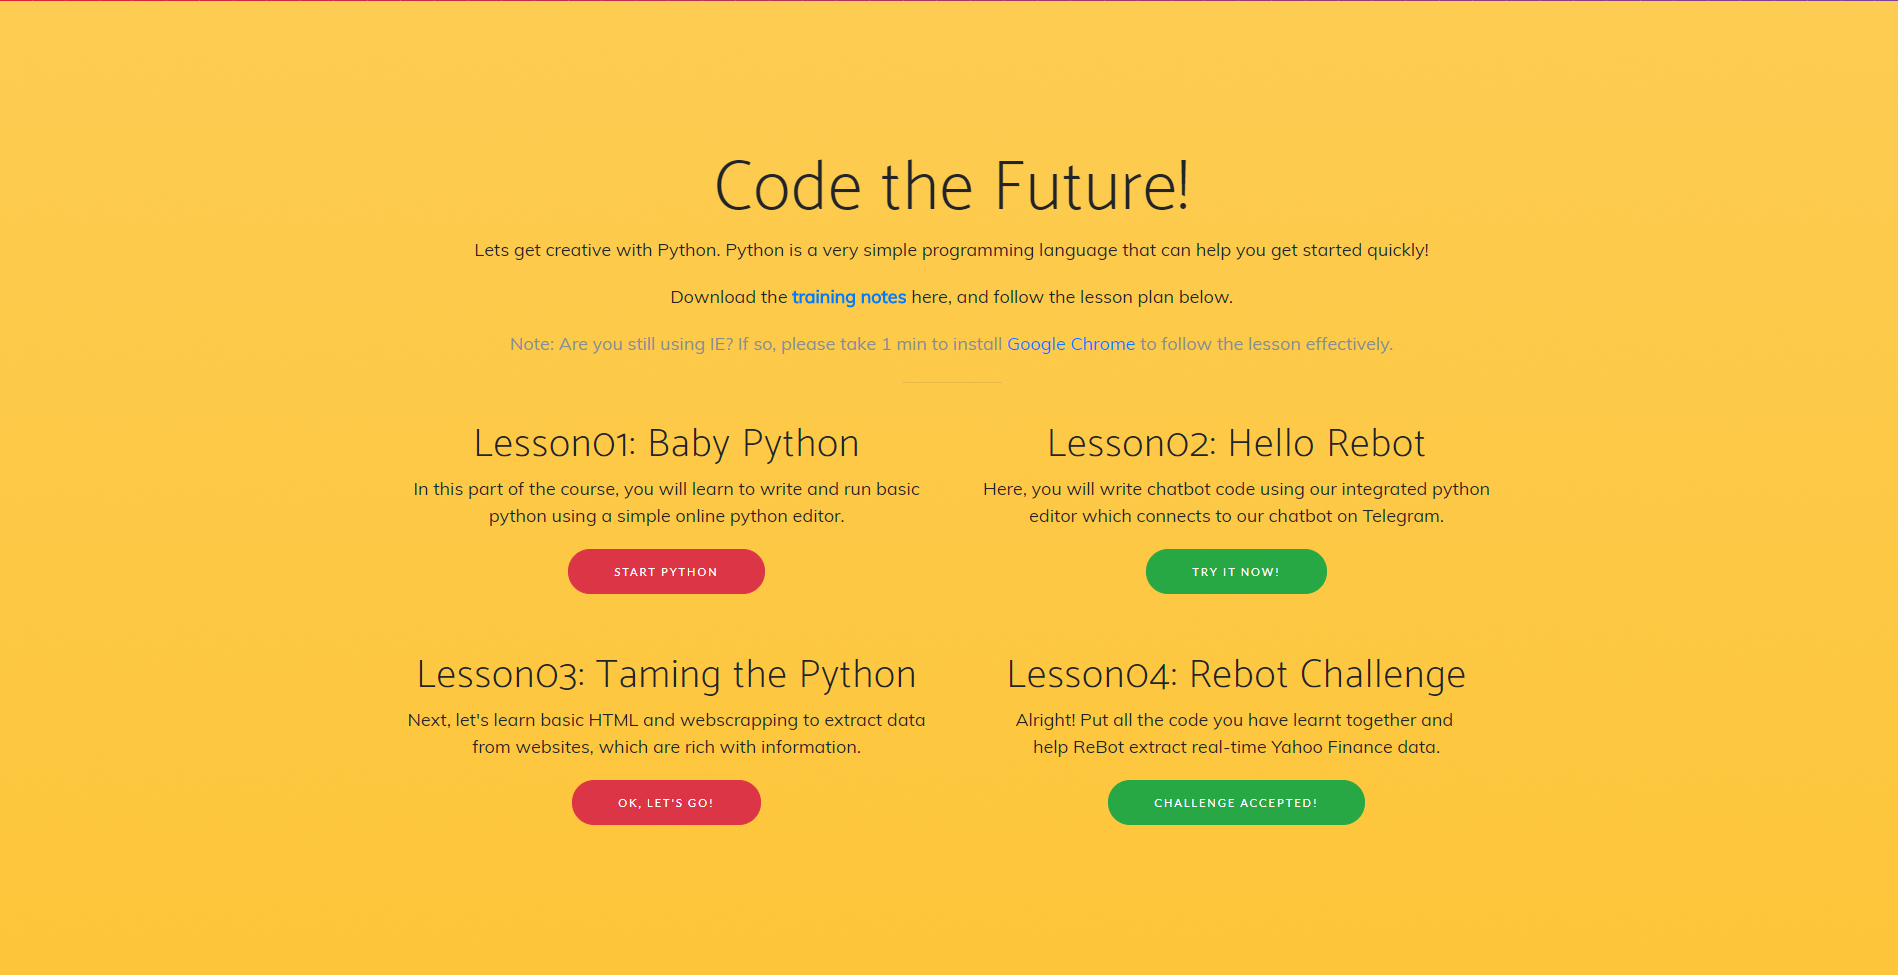 Code the Future!
Lets get creative with Python. Python is a very simple programming language that can help you get started quickly!
Download the training notes here, and follow the lesson plan below.
Note: Are you still using IE? If so, please take 1 min to install Google Chrome to follow the lesson effectively.
Lesson01: Baby Python
In this part of the course, you will learn to write and run basic
python using a simple online python editor.
START PYTHON
Lesson02: Hello Rebot
Here, you will write chatbot code using our integrated python
editor which connects to our chatbot on Telegram.
TRY IT NOW!
Lesson03: Taming the Python
Next, let's learn basic HTML and webscrapping to extract data
from websites, which are rich with information.
OK, LET'S GO!
Lesson04: Rebot Challenge
Alright! Put all the code you have learnt together and
help ReBot extract real-time Yahoo Finance data.
CHALLENGE ACCEPTED!